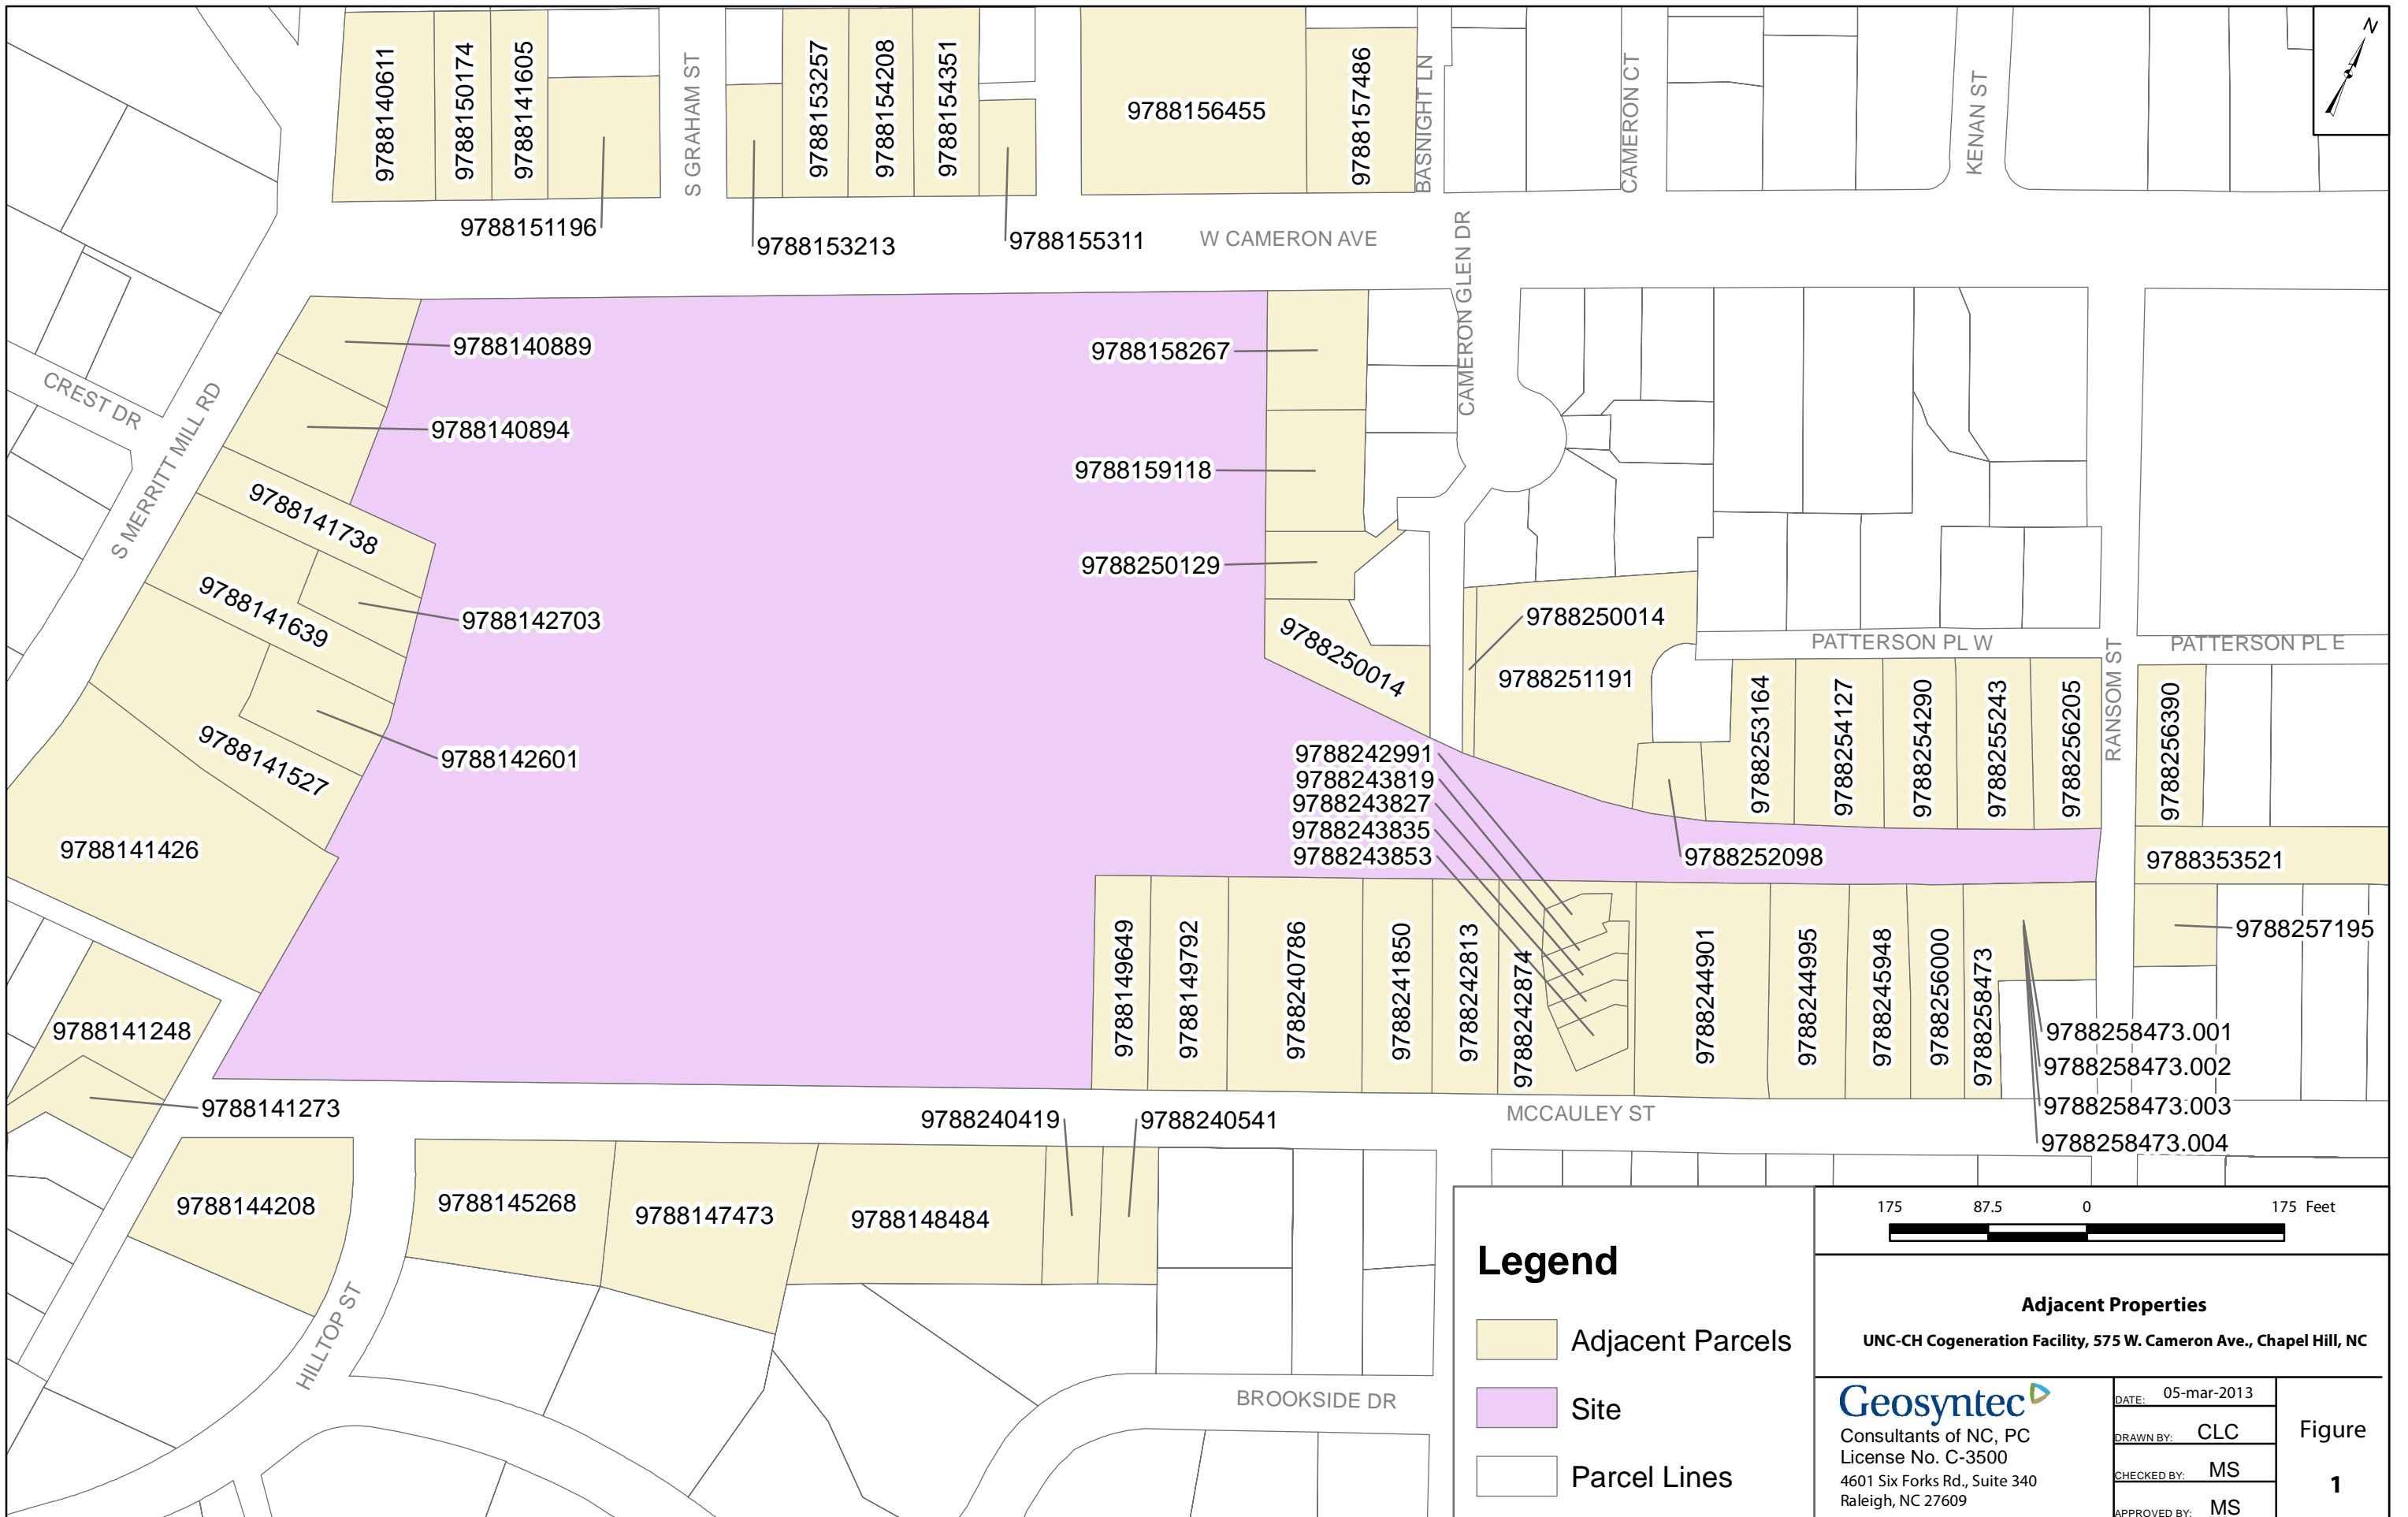 N
9788140611
9788150174
9788141605
S GRAHAM ST
9788153257
9788154208
9788154351
9788156455
9788157486
BASNIGHT LN
CAMERON CT
KENAN ST
9788151196
9788153213
9788155311
W CAMERON AVE
CAMERON GLEN DR
9788140889
9788158267
CREST DR
S MERRITT MILL RD
9788140894
9788159118
9788141738
9788250129
9788141639
9788142703
9788250014
9788250014
9788251191
PATTERSON PL W
RANSOM ST
PATTERSON PL E
9788253164
9788254127
9788254290
9788255243
9788256205
9788256390
9788141527
9788142601
9788242991
9788243819
9788243827
9788243835
9788243853
9788141426
9788252098
9788353521
9788149649
9788149792
9788240786
9788241850
9788242813
9788242874
9788244901
9788244995
9788245948
9788256000
9788258473
9788257195
9788141248
9788258473.001
9788258473.002
9788258473.003
9788258473.004
9788141273
9788240419
9788240541
MCCAULEY ST
9788144208
9788145268
9788147473
9788148484
HILLTOP ST
BROOKSIDE DR
Legend
Adjacent Parcels
Site
Parcel Lines
175 87.5 0 175 Feet
Adjacent Properties
UNC-CH Cogeneration Facility, 575 W. Cameron Ave., Chapel Hill, NC
Geosyntec
Consultants of NC, PC
License No. C-3500
4601 Six Forks Rd., Suite 340
Raleigh, NC 27609
DATE: 05-mar-2013
DRAWN BY: CLC
CHECKED BY: MS
APPROVED BY: MS
Figure
1